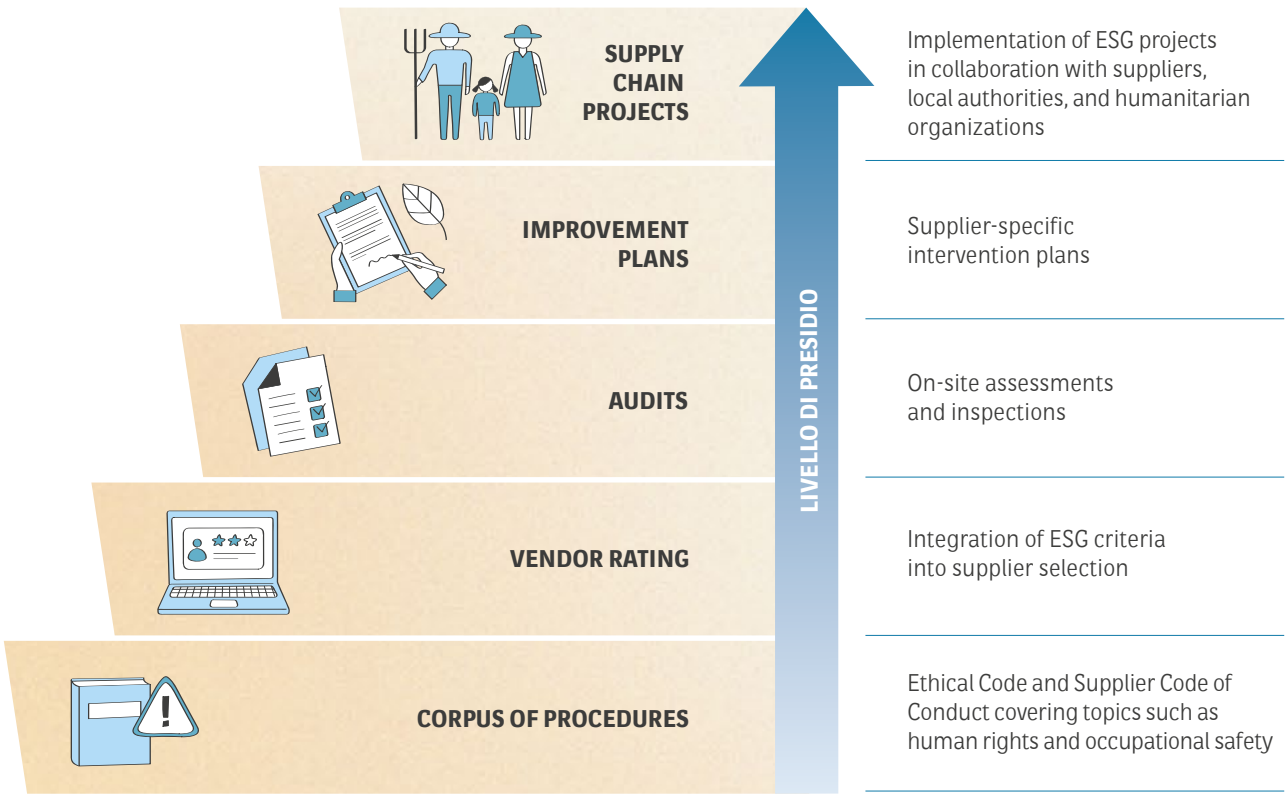 SUPPLY
CHAIN
PROJECTS
Implementation of ESG projects
in collaboration with suppliers,
local authorities, and humanitarian
organizations
IMPROVEMENT
PLANS
Supplier-specific
intervention plans
LIVELLO DI PRESIDIO
AUDITS
On-site assessments
and inspections
VENDOR RATING
Integration of ESG criteria
into supplier selection
!
CORPUS OF PROCEDURES
Ethical Code and Supplier Code of
Conduct covering topics such as
human rights and occupational safety